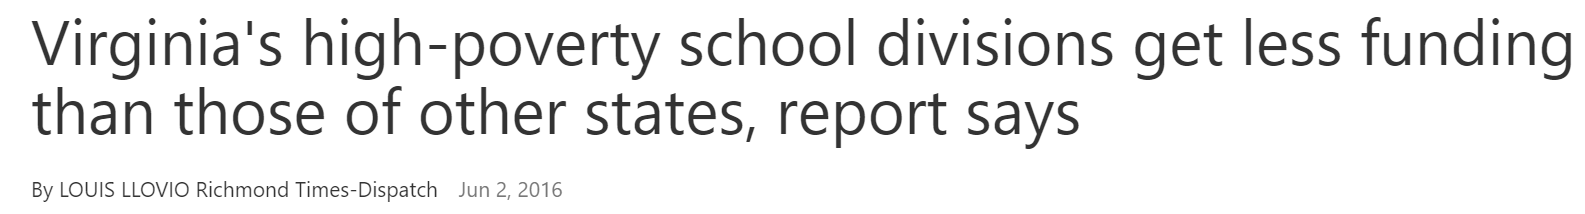 Virginia's high-poverty school divisions get less funding
than those of other states, report says
By LOUIS LLOVIO Richmond Times-Dispatch Jun 2, 2016